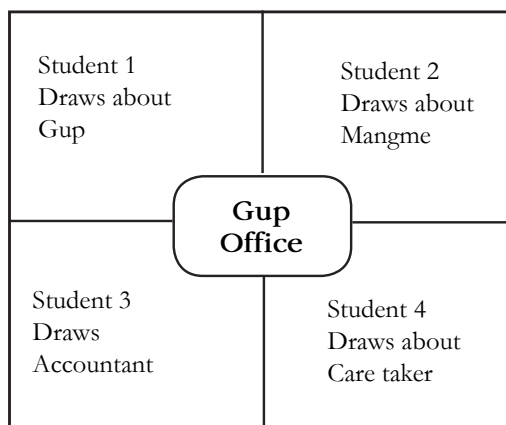 Student 1
Draws about
Gup
Student 2
Draws about
Mangme
Gup
Office
Student 3
Draws
Accountant
Student 4
Draws about
Care taker